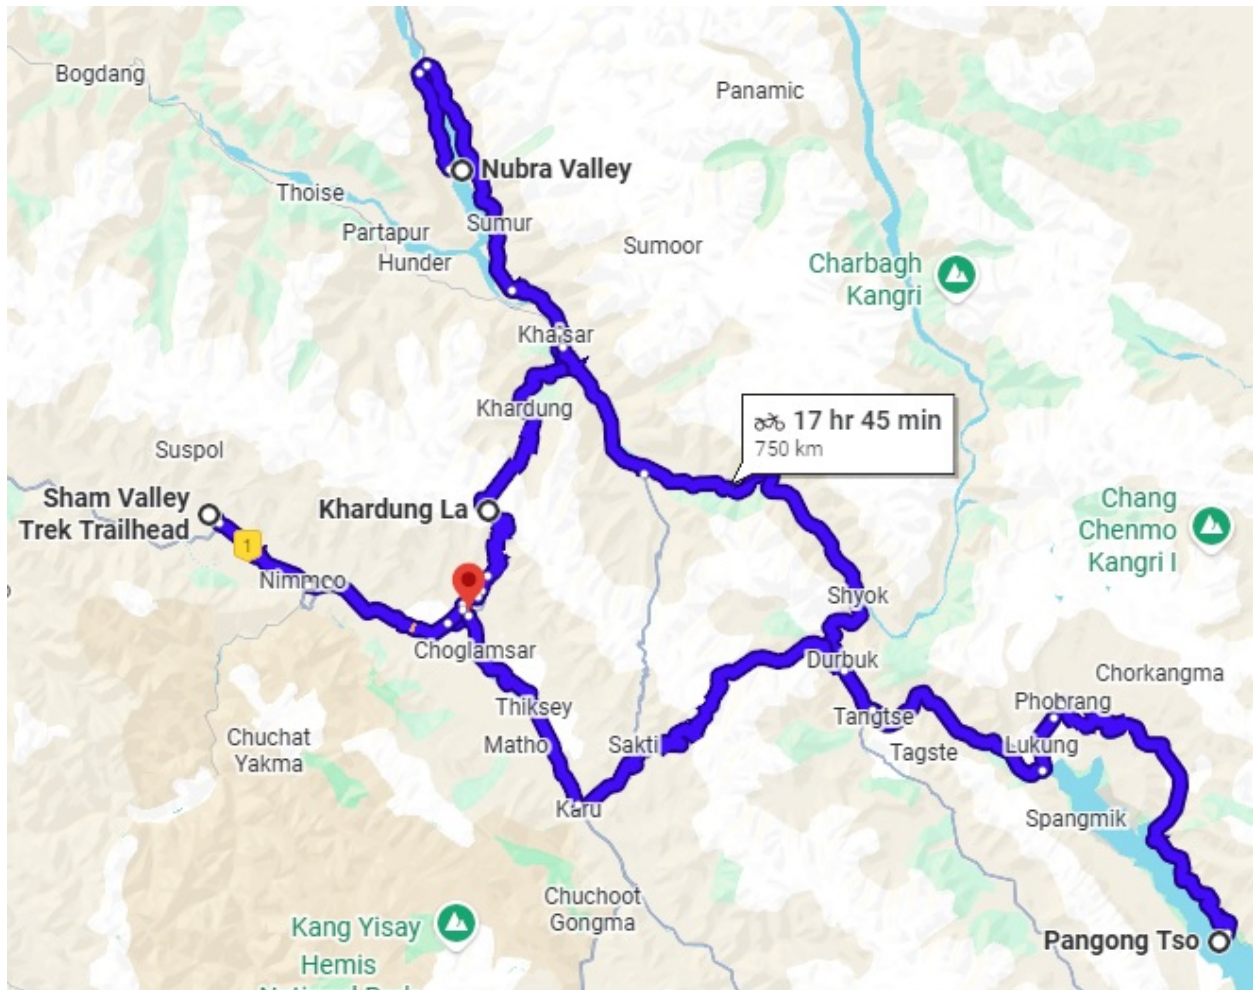 Bogdang
Panamic
Nubra Valley
Thoise
Partapur
Sumur
Hunder
Sumoor
Charbagh
Kangri
Khalsar
Khardung
17 hr 45 min
750 km
Suspol
Sham Valley
Trek Trailhead
Khardung La
Chang
Chenmo
Kangri I
1
Nimmoo
Shyok
Choglamsar
Durbuk
Chorkangma
Thiksey
Phobrang
Matho
Sakti
Tangtse
Lukung
Chuchat
Yakma
Tagste
Karu
Spangmik
Chuchoot
Gongma
Kang Yisay
Pangong Tso
Hemis